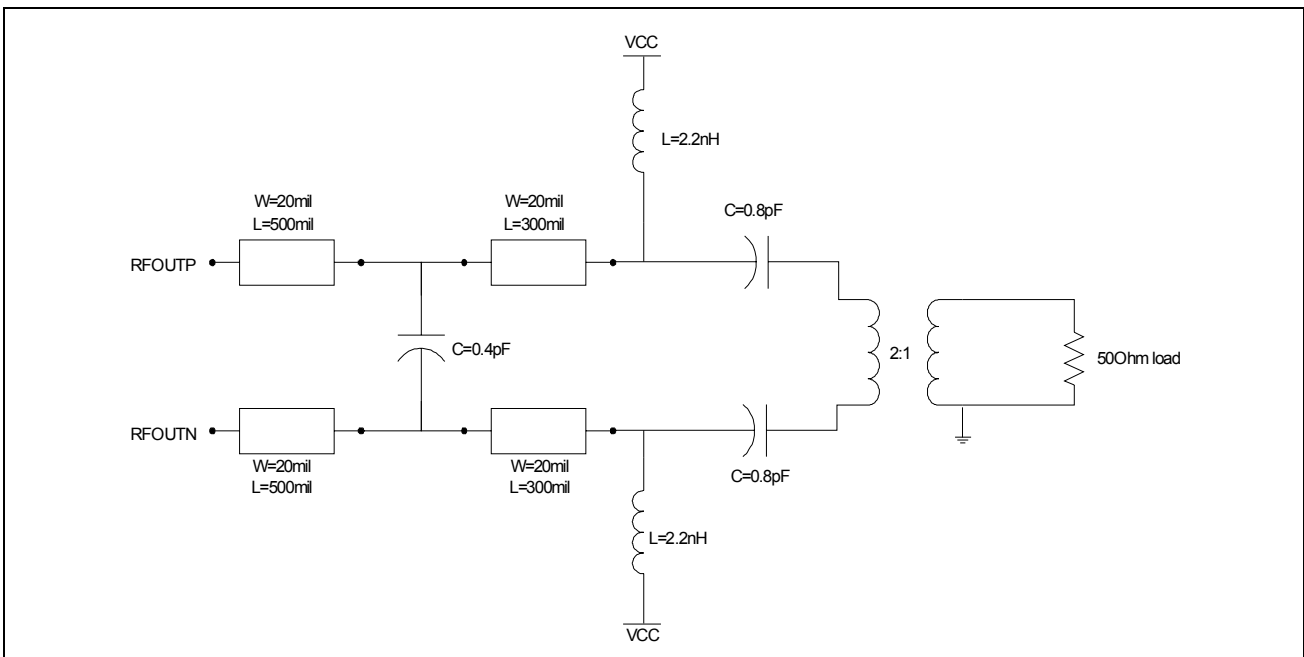 VCC
L=2.2nH
W=20mil
L=500mil
W=20mil
L=300mil
C=0.8pF
RFOUTP
C=0.4pF
2:1
50Ohm load
RFOUTN
W=20mil
L=500mil
W=20mil
L=300mil
C=0.8pF
L=2.2nH
VCC